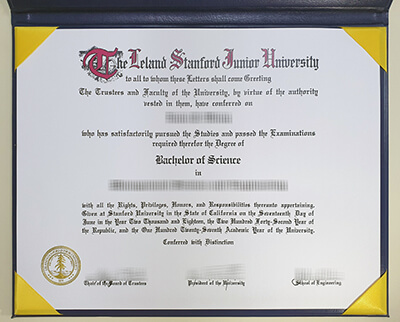 The Leland Stanford Junior University
to all to whom these Letters shall come Greeting
The Trustees and Faculty of the University, by virtue of the authority
vested in them, have conferred on
who has satisfactorily pursued the Studies and passed the Examinations
required therefor the Degree of
Bachelor of Science
in
with all the Rights, Privileges, Honors, and Responsibilities thereunto appertaining.
Given at Stanford University in the State of California on the Seventeenth Day of
June in the Year Two Thousand and Eighteen, the Two Hundred Forty-Second Year of
the Republic, and the One Hundred Twenty-Seventh Academic Year of the University.
Conferred with Distinction
Board of Trustees
President of the University
School of Engineering